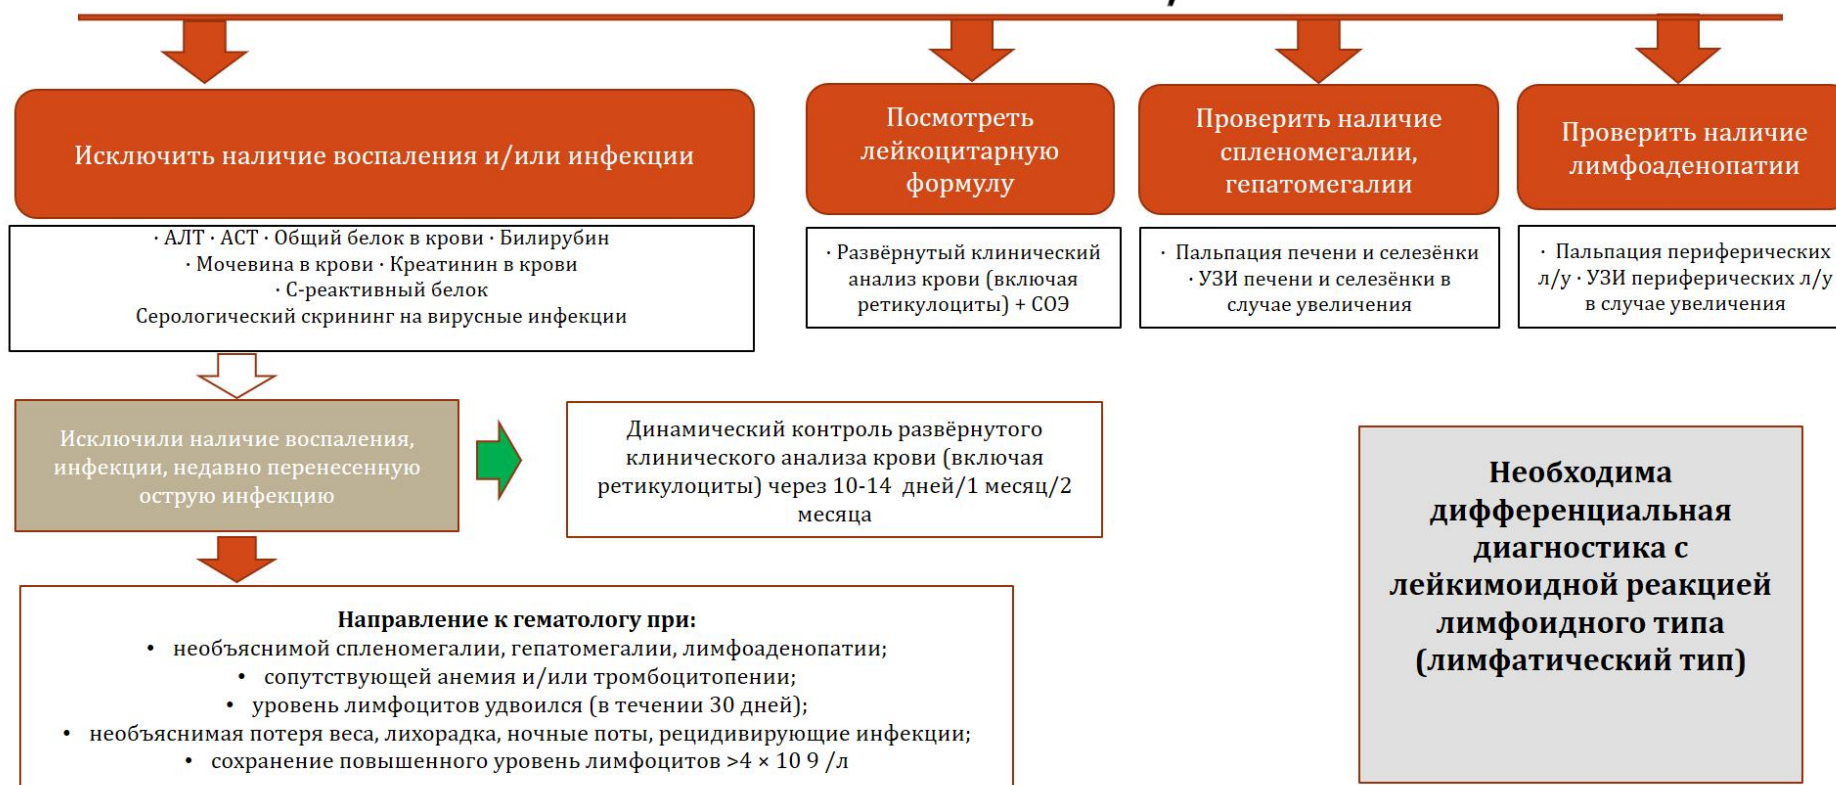 Исключить наличие воспаления и/или инфекции
· АЛТ · АСТ · Общий белок в крови · Билирубин
· Мочевина в крови · Креатинин в крови
· С-реактивный белок
Серологический скрининг на вирусные инфекции
Посмотреть
лейкоцитарную
формулу
· Развёрнутый клинический
анализ крови (включая
ретикулоциты) + СОЭ
Проверить наличие
спленомегалии,
гепатомегалии
· Пальпация печени и селезёнки
· УЗИ печени и селезёнки в
случае увеличения
Проверить наличие
лимфоаденопатии
· Пальпация периферических
л/у · УЗИ периферических л/у
в случае увеличения
Исключили наличие воспаления,
инфекции, недавно перенесенную
острую инфекцию
Динамический контроль развёрнутого
клинического анализа крови (включая
ретикулоциты) через 10-14 дней/1 месяц/2
месяца
Направление к гематологу при:
• необъяснимой спленомегалии, гепатомегалии, лимфоаденопатии;
• сопутствующей анемия и/или тромбоцитопении;
• уровень лимфоцитов удвоился (в течении 30 дней);
• необъяснимая потеря веса, лихорадка, ночные поты, рецидивирующие инфекции;
• сохранение повышенного уровень лимфоцитов >4 × 10 9 /л
Необходима
дифференциальная
диагностика с
лейкимоидной реакцией
лимфоидного типа
(лимфатический тип)